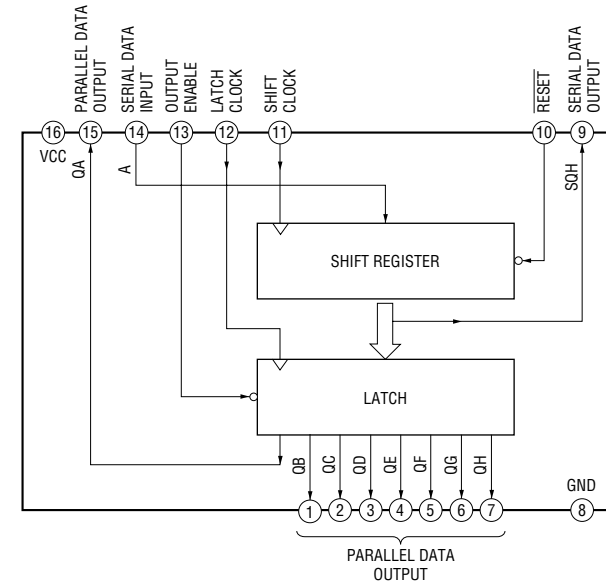 PARALLEL DATA
OUTPUT
SERIAL DATA
INPUT
OUTPUT
ENABLE
LATCH
CLOCK
SHIFT
CLOCK
RESET
SERIAL DATA
OUTPUT
16
15
14
13
12
11
10
9
VCC
QA
A
SQH
SHIFT REGISTER
LATCH
QB
QC
QD
QE
QF
QG
QH
GND
1
2
3
4
5
6
7
8
PARALLEL DATA
OUTPUT